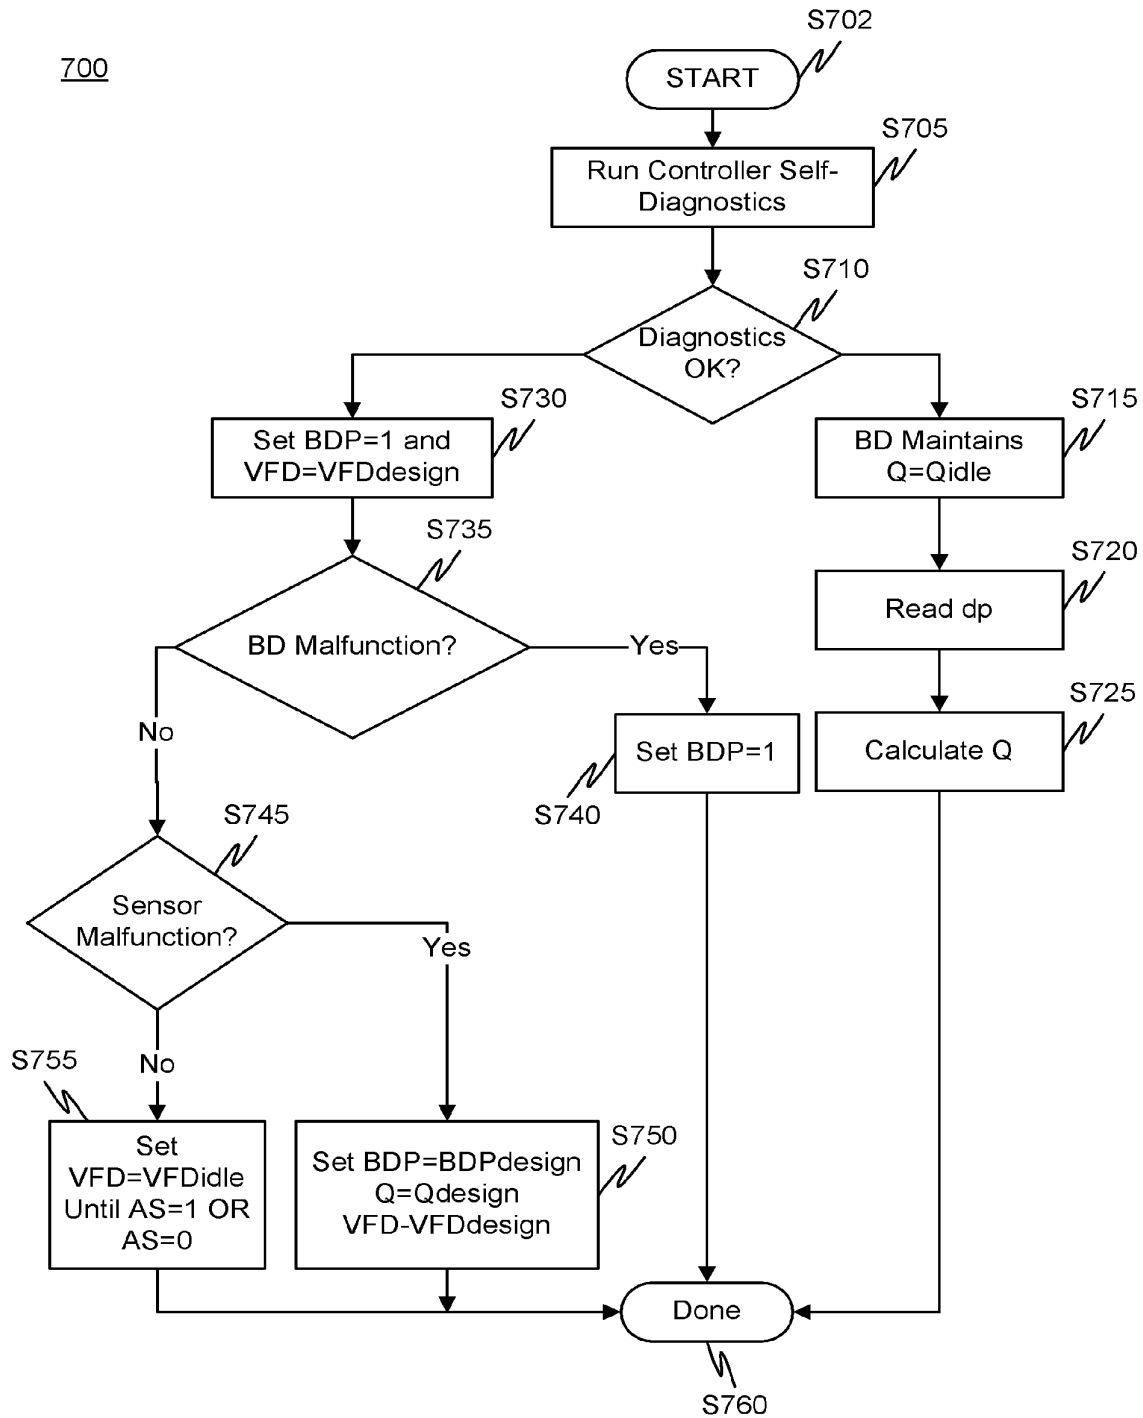 S702
700
START
S705
Run Controller Self-
Diagnostics
S710
Diagnostics
OK?
S730
Set BDP=1 and
VFD=VFDdesign
S715
BD Maintains
Q=Qidle
S735
BD Malfunction?
Yes
No
S720
Read dp
S725
Calculate Q
Set BDP=1
S740
S745
Sensor
Malfunction?
Yes
No
S755
Set
VFD=VFDidle
Until AS=1 OR
AS=0
S750
Set BDP=BDPdesign
Q=Qdesign
VFD-VFDdesign
Done
S760